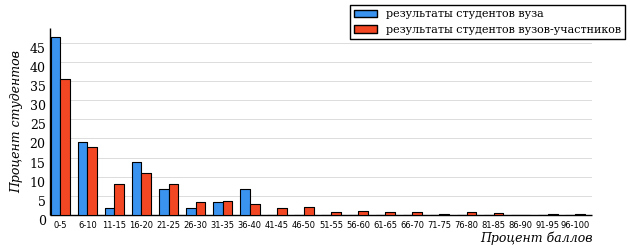 результаты студентов вуза
результаты студентов вузов-участников
Процент студентов
45
40
35
30
25
20
15
10
5
0
0-5 6-10 11-15 16-20 21-25 26-30 31-35 36-40 41-45 46-50 51-55 56-60 61-65 66-70 71-75 76-80 81-85 86-90 91-95 96-100
Процент баллов